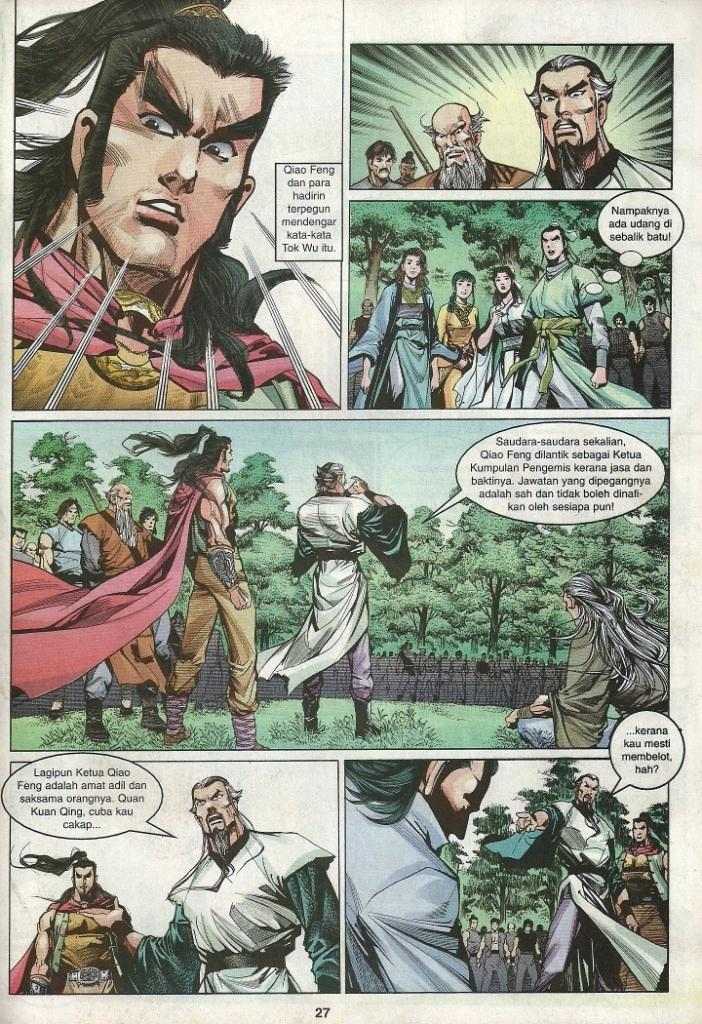 Qiao Feng
dan para
hadirin
terpegun
mendengar
kata-kata
Tok Wu itu.
Nampaknya
ada udang di
sebalik batu!
Saudara-saudara sekalian,
Qiao Feng dilantik sebagai Ketua
Kumpulan Pengemis kerana jasa dan
baktinya. Jawatan yang dipegangnya
adalah sah dan tidak boleh dinafi-
kan oleh sesiapa pun!
Lagipun Ketua Qiao
Feng adalah amat adil dan
saksama orangnya. Quan
Kuan Qing, cuba kau
cakap...
...kerana
kau mesti
membelot,
hah?
27